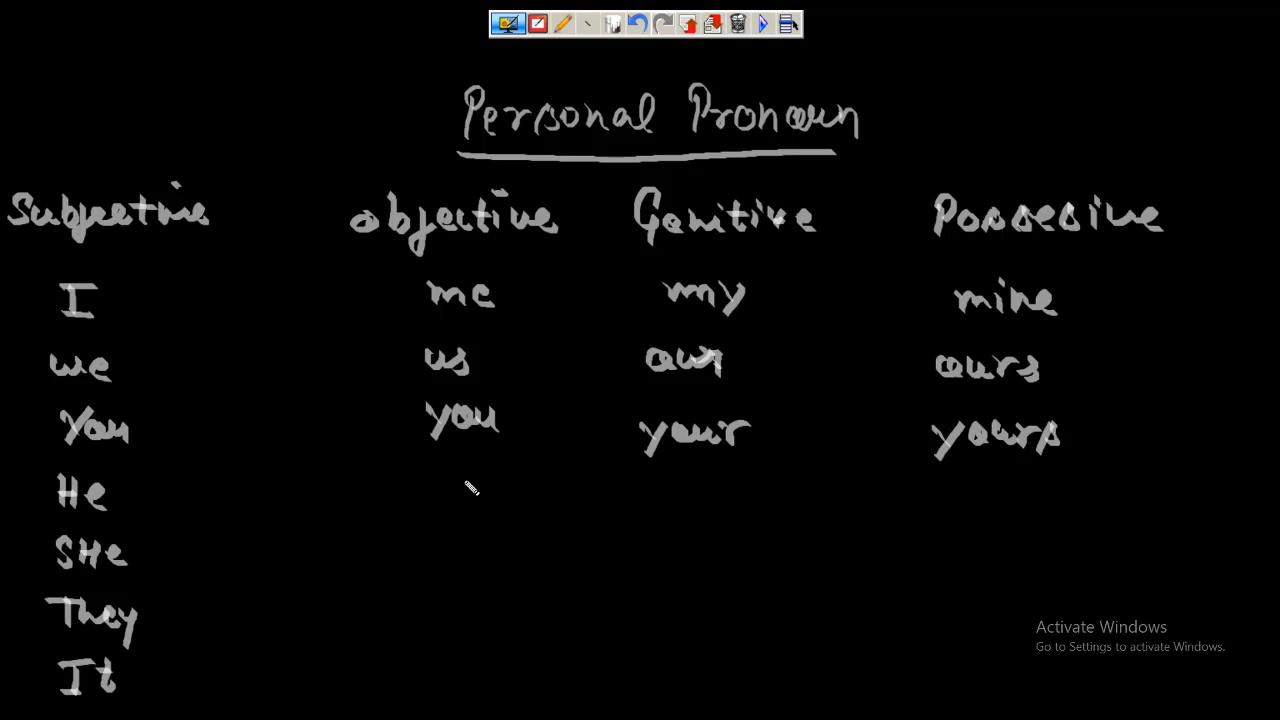 Personal Pronoun
Subjective objective Genitive Possesive
I me my mine
we us our ours
You you your yours
He
SHe
They
It
Activate Windows
Go to Settings to activate Windows.